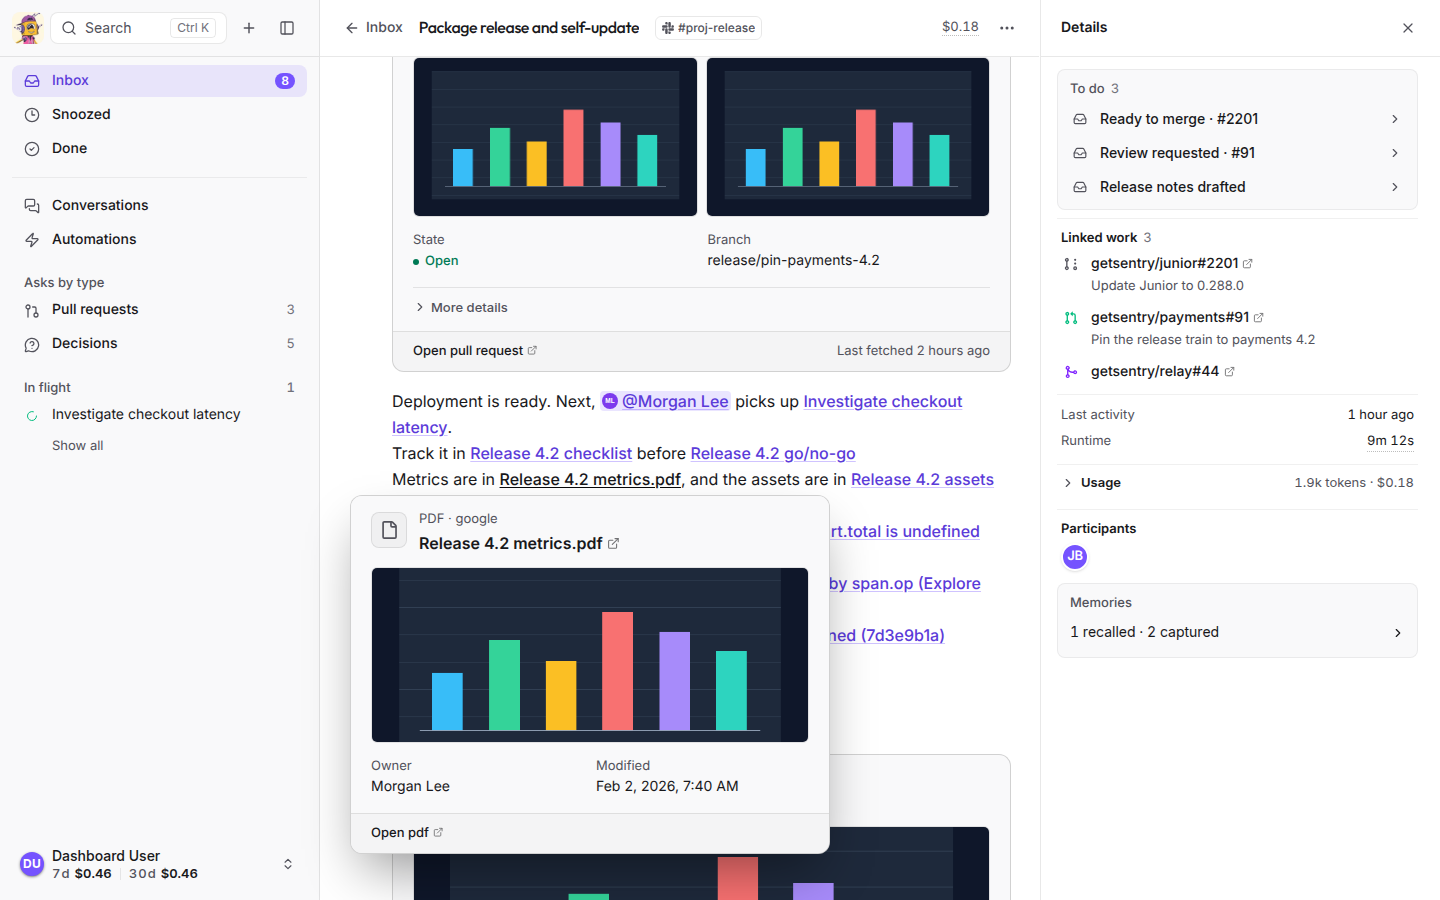 Search
Ctrl K
Inbox
8
Snoozed
Done
Conversations
Automations
Asks by type
Pull requests
3
Decisions
5
In flight
1
Investigate checkout latency
Show all
DU
Dashboard User
7d $0.46
30d $0.46
Inbox
Package release and self-update
#proj-release
$0.18
State
Open
Branch
release/pin-payments-4.2
More details
Open pull request
Last fetched 2 hours ago
Deployment is ready. Next, ML @Morgan Lee picks up Investigate checkout
latency.
Track it in Release 4.2 checklist before Release 4.2 go/no-go
Metrics are in Release 4.2 metrics.pdf, and the assets are in Release 4.2 assets
rt.total is undefined
by span.op (Explore
ned (7d3e9b1a)
PDF · google
Release 4.2 metrics.pdf
Owner
Morgan Lee
Modified
Feb 2, 2026, 7:40 AM
Open pdf
Details
To do 3
Ready to merge · #2201
Review requested · #91
Release notes drafted
Linked work 3
getsentry/junior#2201
Update Junior to 0.288.0
getsentry/payments#91
Pin the release train to payments 4.2
getsentry/relay#44
Last activity
1 hour ago
Runtime
9m 12s
Usage
1.9k tokens · $0.18
Participants
JB
Memories
1 recalled · 2 captured